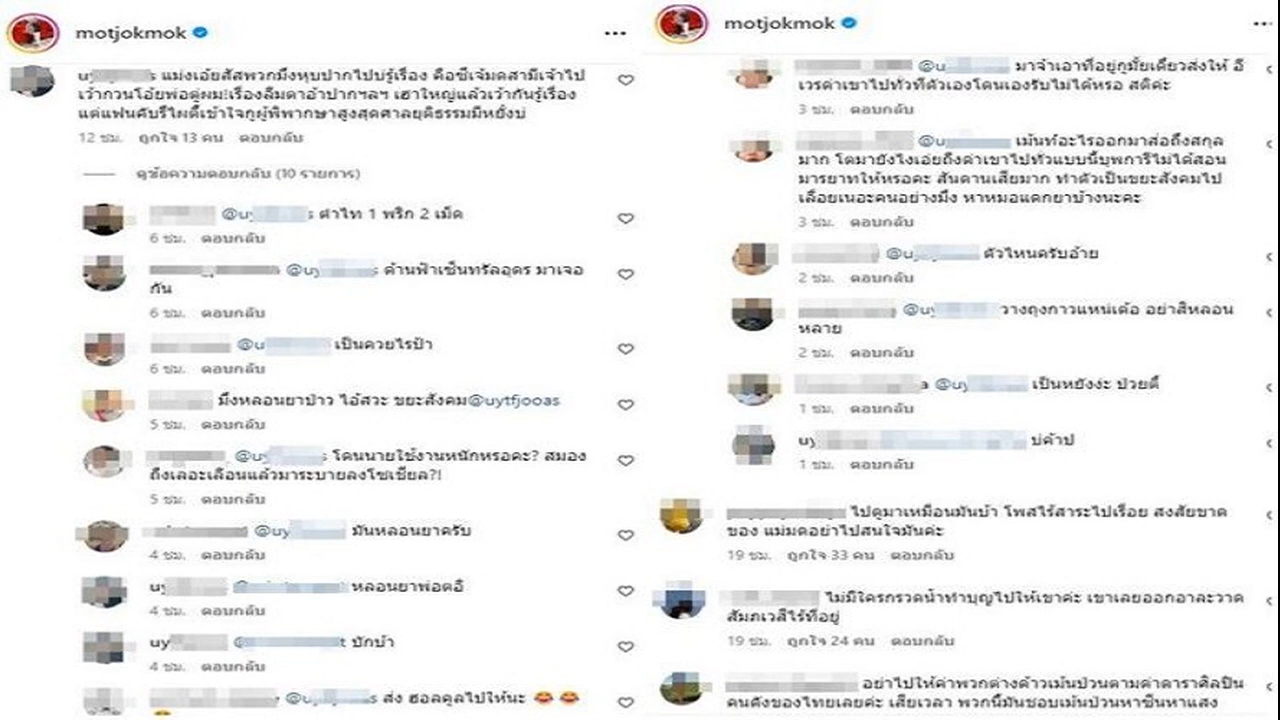 motjokmok
แม่งเอ้ยสัสพวกมึงหุบปากไปบ่รู้เรื่อง คือซีเจ้มดสามีเจ้าไป
เว้ากวนโอ้ยพ่อตู่ผม!เรื่องลืมตาอ้าปากฯลฯ เฮาใหญ่แล้วเว้ากันรู้เรื่อง
แต่แฟนคับรีไผตี้เข้าใจกูผู้พิพากษาสูงสุดศาลยุติธรรมมีหยังบ่
12 ชม. ถูกใจ 13 คน ตอบกลับ
ดูข้อความตอบกลับ (10 รายการ)
ตำไท 1 พริก 2 เม็ด
6 ชม. ตอบกลับ
ด้านฟ้าเซ็นทรัลอุดร มาเจอ
กัน
6 ชม. ตอบกลับ
เป็นควยไรป้า
6 ชม. ตอบกลับ
มึงหลอนยาป่าว ไอ้สวะ ขยะสังคม@uytfjooas
5 ชม. ตอบกลับ
โดนนายใช้งานหนักหรอคะ? สมอง
ถึงเลอะเลือนแล้วมาระบายลงโซเชียล?!
5 ชม. ตอบกลับ
มันหลอนยาครับ
4 ชม. ตอบกลับ
หลอนยาพ่อตอี้
4 ชม. ตอบกลับ
บักบ้า
4 ชม. ตอบกลับ
ส่ง ฮอลคูลไปให้นะ 😂 😂
motjokmok
มาจำเอาที่อยู่กูมั้ยเดี๋ยวส่งให้ อี
เวรด่าเขาไปทั่วทีตัวเองโดนเองรับไม่ได้หรอ สติค่ะ
3 ชม. ตอบกลับ
เม้นท์อะไรออกมาส่อถึงสกุล
มาก โตมายังไงเอ่ยถึงด่าเขาไปทั่วแบบนี้บุพการีไม่ได้สอน
มารยาทให้หรอคะ สันดานเสียมาก ทำตัวเป็นขยะสังคมไป
เลื่อยเนอะคนอย่างมึง หาหมอแดกยาบ้างนะคะ
3 ชม. ตอบกลับ
ตัวไหนครับอ้าย
2 ชม. ตอบกลับ
วางถุงกาวแหน่เด้อ อย่าสิหลอน
หลาย
2 ชม. ตอบกลับ
เป็นหยังง่ะ ป่วยตี้
1 ชม. ตอบกลับ
บ่ค้าป
1 ชม. ตอบกลับ
ไปดูมาเหมือนมันบ้า โพสไร้สาระไปเรื่อย สงสัยขาด
ของ แม่มดอย่าไปสนใจมันค่ะ
19 ชม. ถูกใจ 33 คน ตอบกลับ
ไม่มีใครกรวดน้ำทำบุญไปให้เขาค่ะ เขาเลยออกอาละวาด
สัมภเวสีไร้ที่อยู่
19 ชม. ถูกใจ 24 คน ตอบกลับ
อย่าไปให้ค่าพวกต่างด้าวเม้นป่วนตามด่าดาราศิลปิน
คนดังของไทยเลยค่ะ เสียเวลา พวกนี้มันชอบเม้นป่วนหาซีนหาแสง